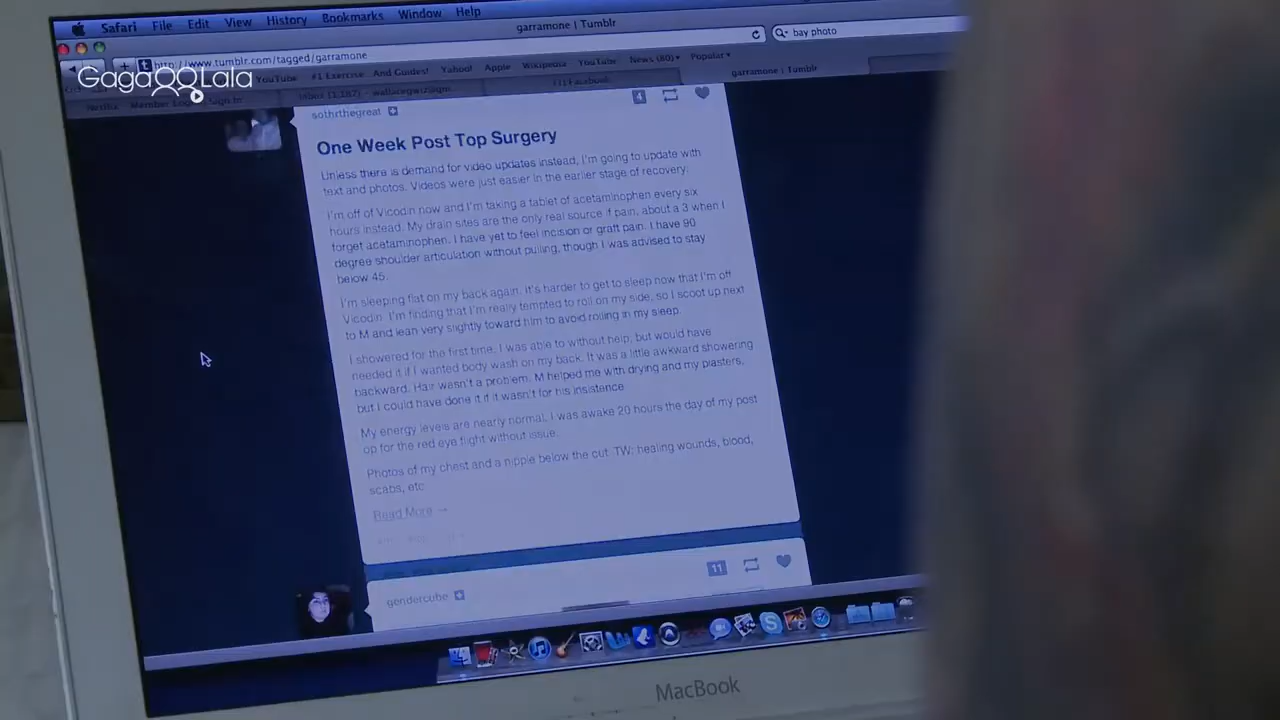 Safari File Edit View History Bookmarks Window Help
garramone | Tumblr
http://www.tumblr.com/tagged/garramone
bay photo
GagaOOLala
YouTube #1 Exercise And Guides! Yahoo! Apple Wikipedia YouTube News (80) Popular
garramone | Tumblr
Netflix Member Sign In
sothrthegreat
4
One Week Post Top Surgery
Unless there is demand for video updates instead, I'm going to update with
text and photos. Videos were just easier in the earlier stage of recovery.
I'm off of Vicodin now and I'm taking a tablet of acetaminophen every six
hours instead. My drain sites are the only real source if pain, about a 3 when I
forget acetaminophen. I have yet to feel incision or graft pain. I have 90
degree shoulder articulation without pulling, though I was advised to stay
below 45.
I'm sleeping flat on my back again. It's harder to get to sleep now that I'm off
Vicodin. I'm finding that I'm really tempted to roll on my side, so I scoot up next
to M and lean very slightly toward him to avoid rolling in my sleep.
I showered for the first time. I was able to without help, but would have
needed it if I wanted body wash on my back. It was a little awkward showering
backward. Hair wasn't a problem. M helped me with drying and my plasters,
but I could have done it if it wasn't for his insistence.
My energy levels are nearly normal. I was awake 20 hours the day of my post
op for the red eye flight without issue.
Photos of my chest and a nipple below the cut. TW: healing wounds, blood,
scabs, etc
Read More →
11
gendercube
MacBook